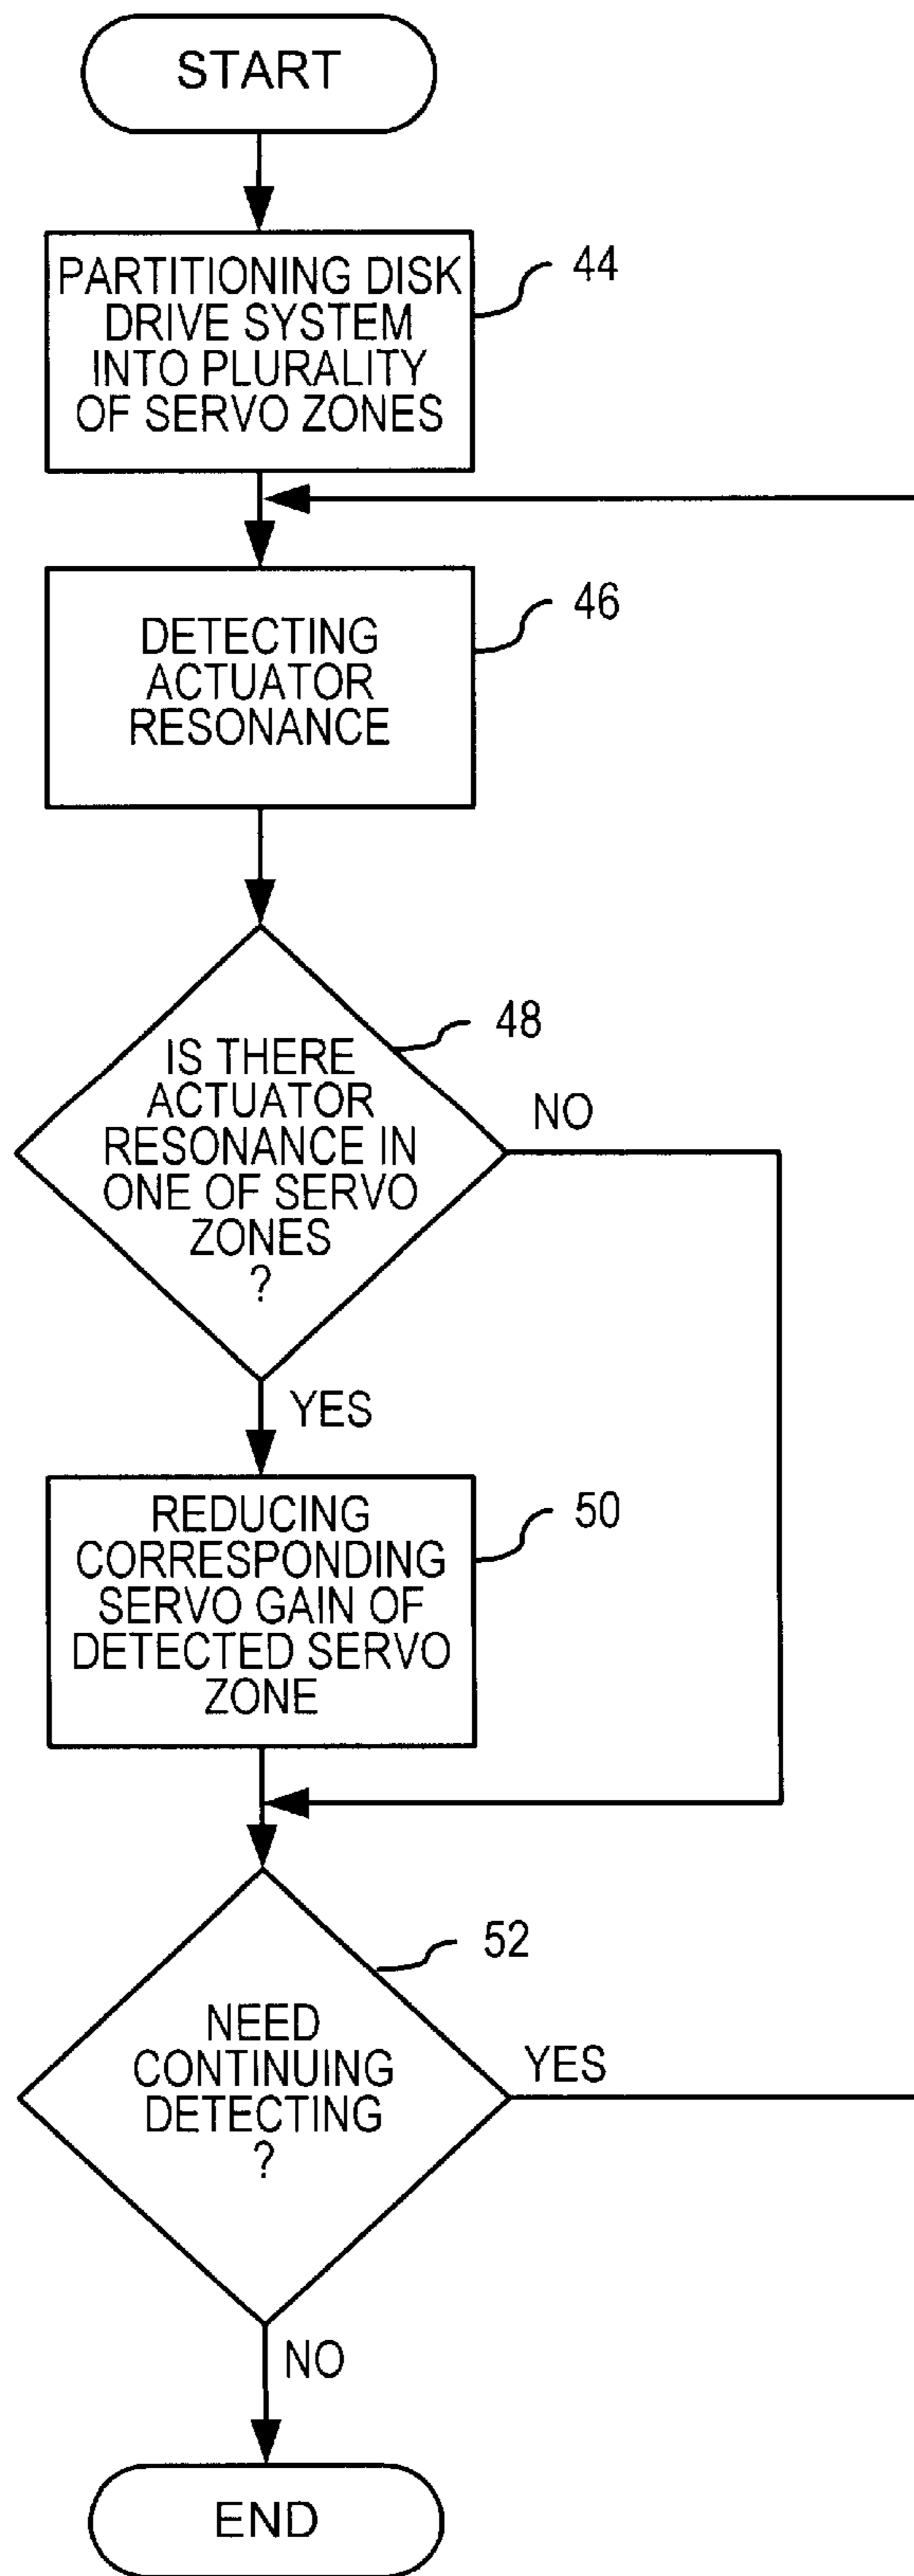 START
PARTITIONING DISK
DRIVE SYSTEM
INTO PLURALITY
OF SERVO ZONES
44
DETECTING
ACTUATOR
RESONANCE
46
IS THERE
ACTUATOR
RESONANCE IN
ONE OF SERVO
ZONES
?
48
NO
YES
REDUCING
CORRESPONDING
SERVO GAIN OF
DETECTED SERVO
ZONE
50
NEED
CONTINUING
DETECTING
?
52
YES
NO
END